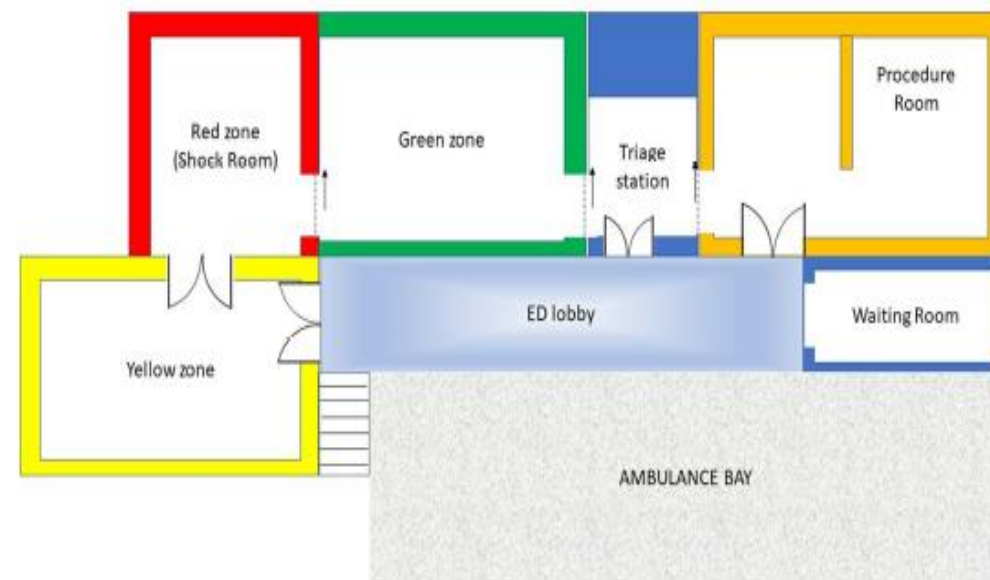 Red zone
(Shock Room)
Green zone
Triage
station
Procedure
Room
ED lobby
Waiting Room
Yellow zone
AMBULANCE BAY